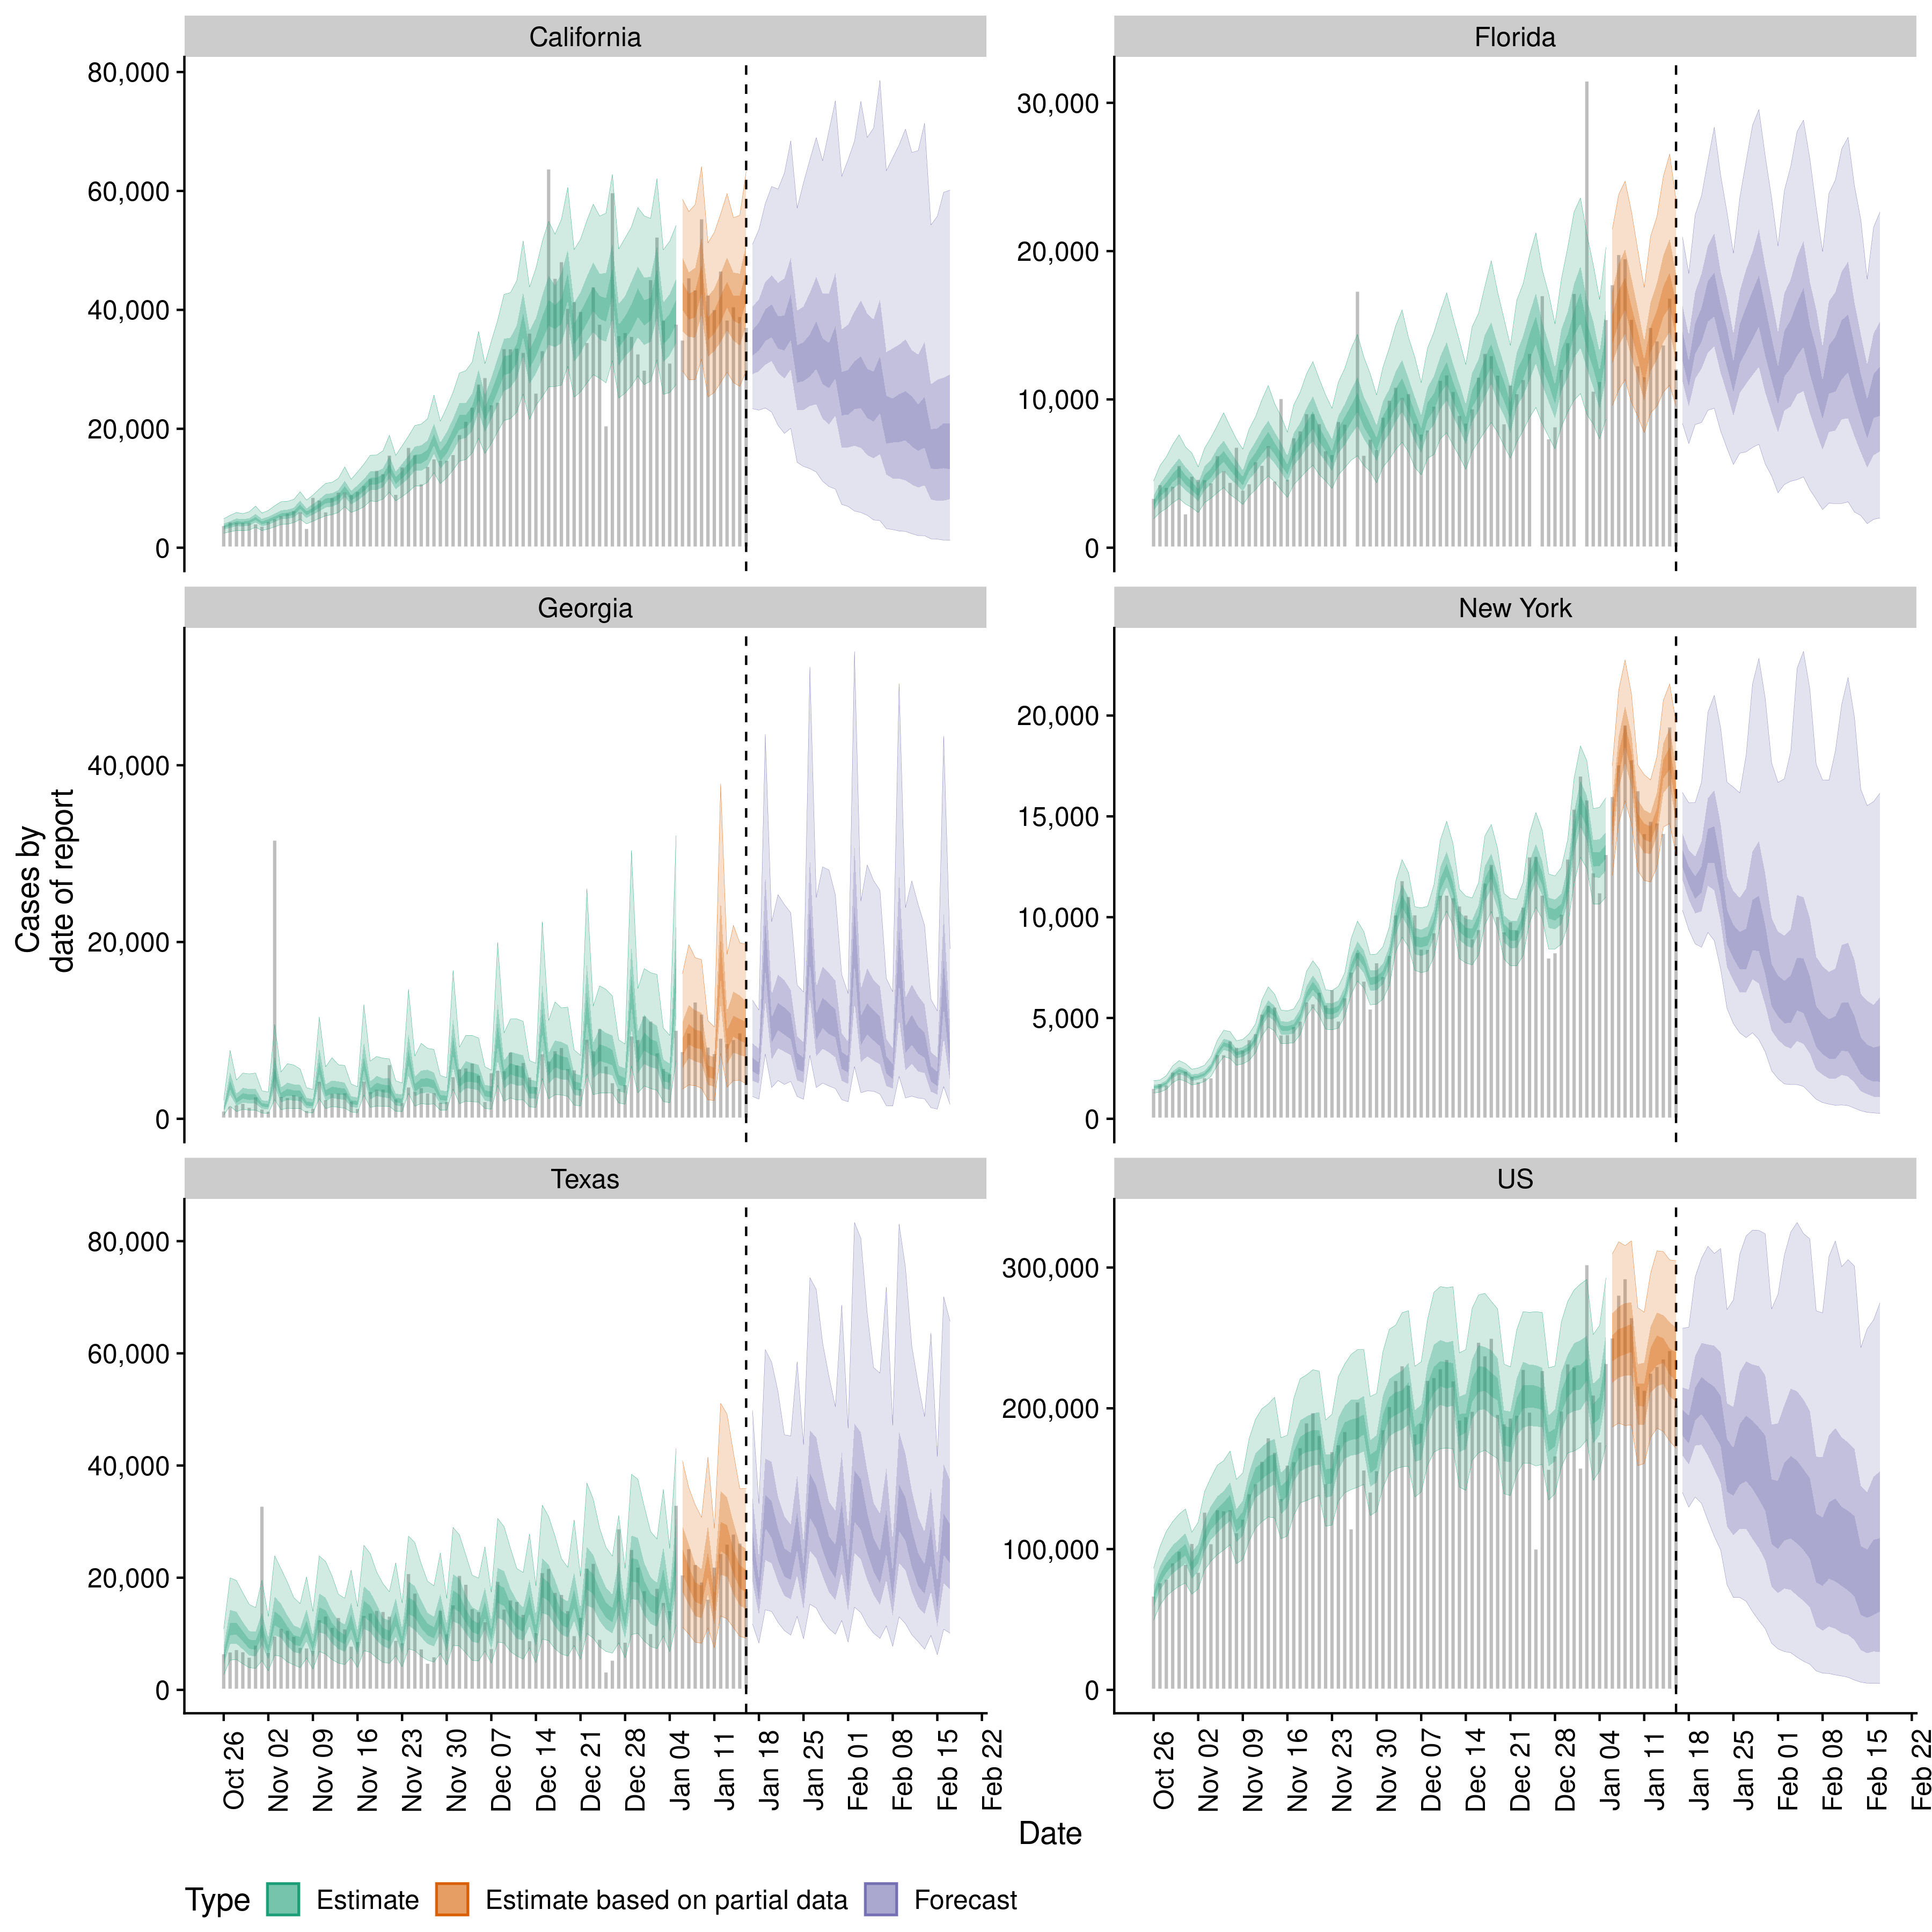 California
Florida
80,000
60,000
40,000
20,000
0
30,000
20,000
10,000
0
Georgia
New York
40,000
20,000
0
20,000
15,000
10,000
5,000
0
Cases by
date of report
Texas
US
80,000
60,000
40,000
20,000
0
300,000
200,000
100,000
0
Oct 26
Nov 02
Nov 09
Nov 16
Nov 23
Nov 30
Dec 07
Dec 14
Dec 21
Dec 28
Jan 04
Jan 11
Jan 18
Jan 25
Feb 01
Feb 08
Feb 15
Feb 22
Oct 26
Nov 02
Nov 09
Nov 16
Nov 23
Nov 30
Dec 07
Dec 14
Dec 21
Dec 28
Jan 04
Jan 11
Jan 18
Jan 25
Feb 01
Feb 08
Feb 15
Feb 22
Date
Type Estimate Estimate based on partial data Forecast